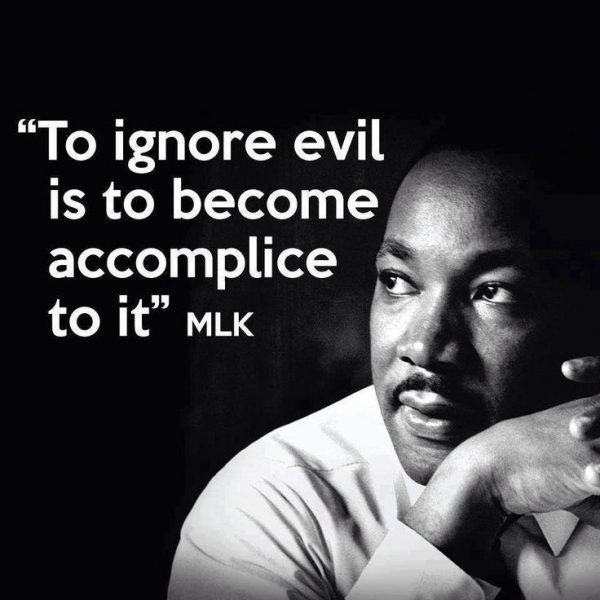 “To ignore evil
is to become
accomplice
to it” MLK